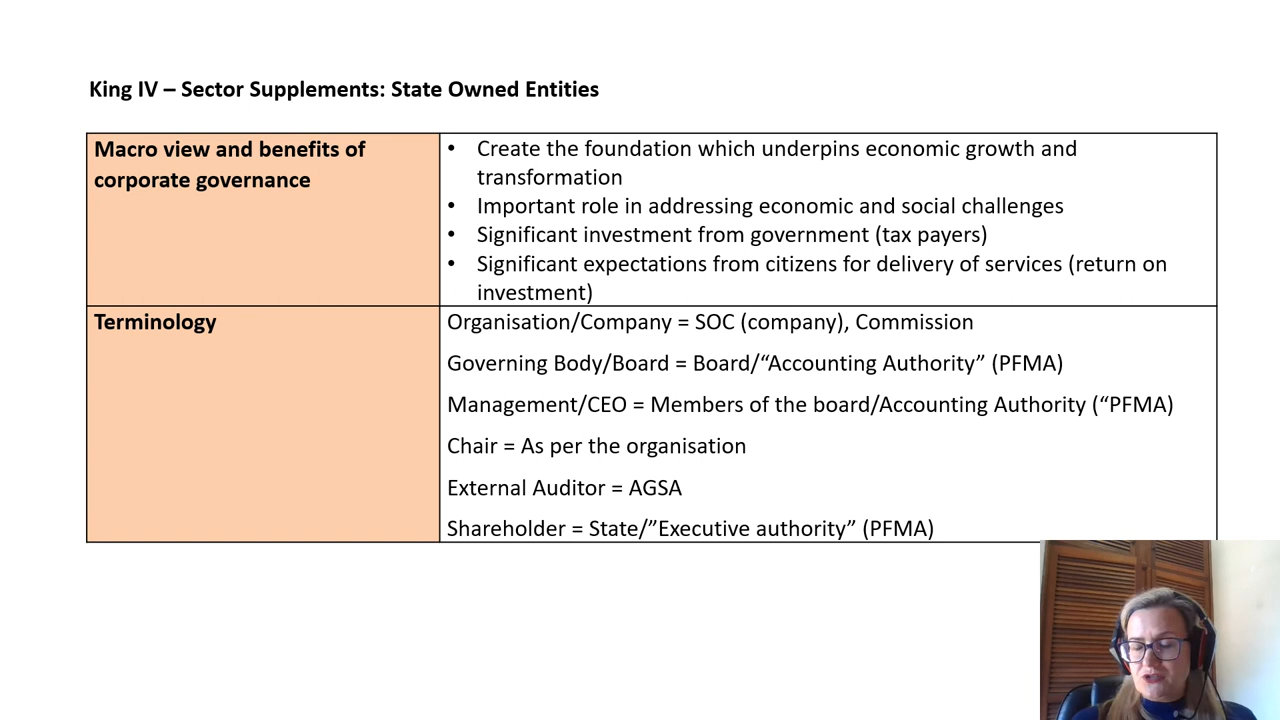 King IV – Sector Supplements: State Owned Entities
Macro view and benefits of
corporate governance
• Create the foundation which underpins economic growth and
transformation
• Important role in addressing economic and social challenges
• Significant investment from government (tax payers)
• Significant expectations from citizens for delivery of services (return on
investment)
Terminology
Organisation/Company = SOC (company), Commission
Governing Body/Board = Board/“Accounting Authority” (PFMA)
Management/CEO = Members of the board/Accounting Authority (“PFMA)
Chair = As per the organisation
External Auditor = AGSA
Shareholder = State/”Executive authority” (PFMA)